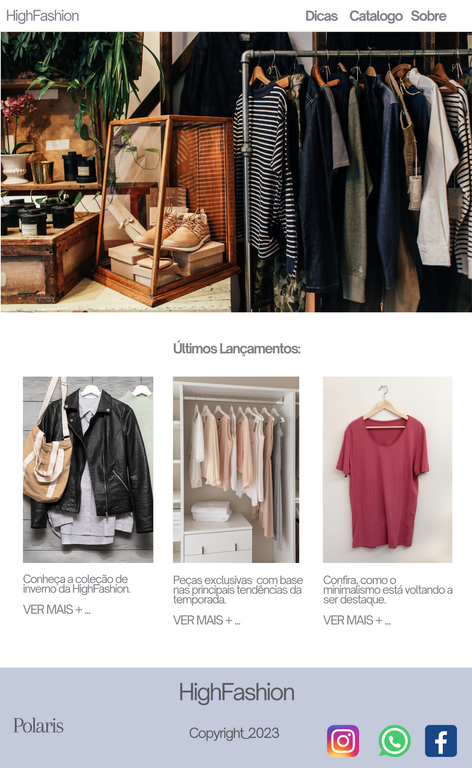 HighFashion
Dicas Catalogo Sobre
Últimos Lançamentos:
Conheça a coleção de
inverno da HighFashion.
VER MAIS + ...
Peças exclusivas com base
nas principais tendências da
temporada.
VER MAIS + ...
Confira, como o
minimalismo está voltando a
ser destaque.
VER MAIS + ...
HighFashion
Polaris
Copyright_2023